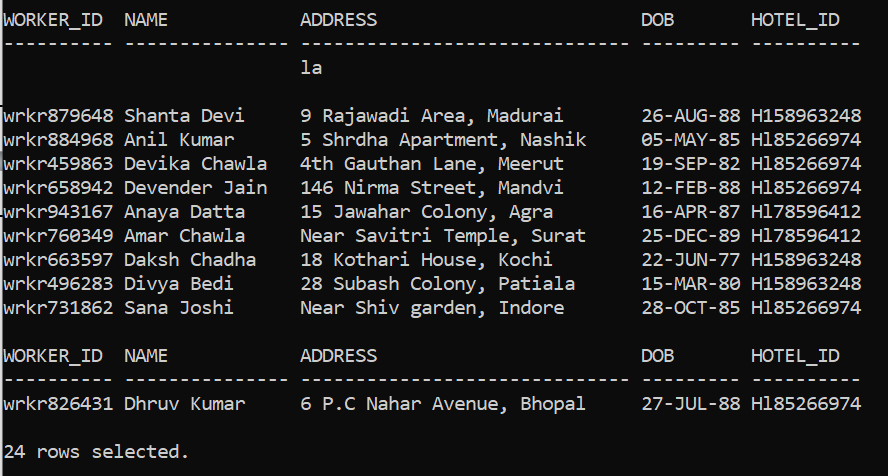 WORKER_ID  NAME            ADDRESS                        DOB       HOTEL_ID
---------- --------------- ------------------------------ --------- ----------
                           la
wrkr879648 Shanta Devi     9 Rajawadi Area, Madurai       26-AUG-88 H158963248
wrkr884968 Anil Kumar      5 Shrdha Apartment, Nashik     05-MAY-85 Hl85266974
wrkr459863 Devika Chawla   4th Gauthan Lane, Meerut       19-SEP-82 Hl85266974
wrkr658942 Devender Jain   146 Nirma Street, Mandvi       12-FEB-88 Hl85266974
wrkr943167 Anaya Datta     15 Jawahar Colony, Agra        16-APR-87 Hl78596412
wrkr760349 Amar Chawla     Near Savitri Temple, Surat     25-DEC-89 Hl78596412
wrkr663597 Daksh Chadha    18 Kothari House, Kochi        22-JUN-77 H158963248
wrkr496283 Divya Bedi      28 Subash Colony, Patiala      15-MAR-80 H158963248
wrkr731862 Sana Joshi      Near Shiv garden, Indore       28-OCT-85 Hl85266974
WORKER_ID  NAME            ADDRESS                        DOB       HOTEL_ID
---------- --------------- ------------------------------ --------- ----------
wrkr826431 Dhruv Kumar     6 P.C Nahar Avenue, Bhopal     27-JUL-88 Hl85266974
24 rows selected.